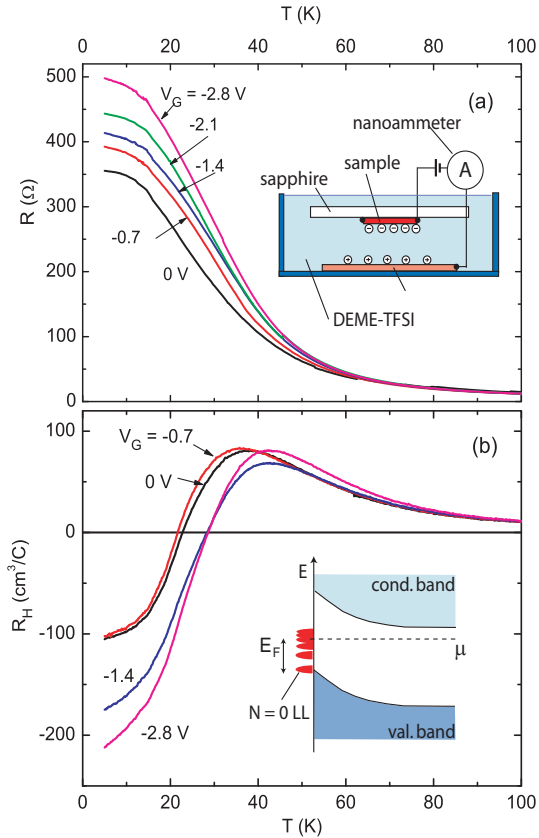 T (K)
0 20 40 60 80 100
500
400
300
200
100
0
R (Ω)
V_G = -2.8 V
-2.1
-1.4
-0.7
0 V
(a)
nanoammeter
A
sample
sapphire
DEME-TFSI
100
0
-100
-200
R_H (cm³/C)
V_G = -0.7
0 V
-1.4
-2.8 V
(b)
E
cond.band
E_F
μ
N = 0 LL
val.band
0 20 40 60 80 100
T (K)